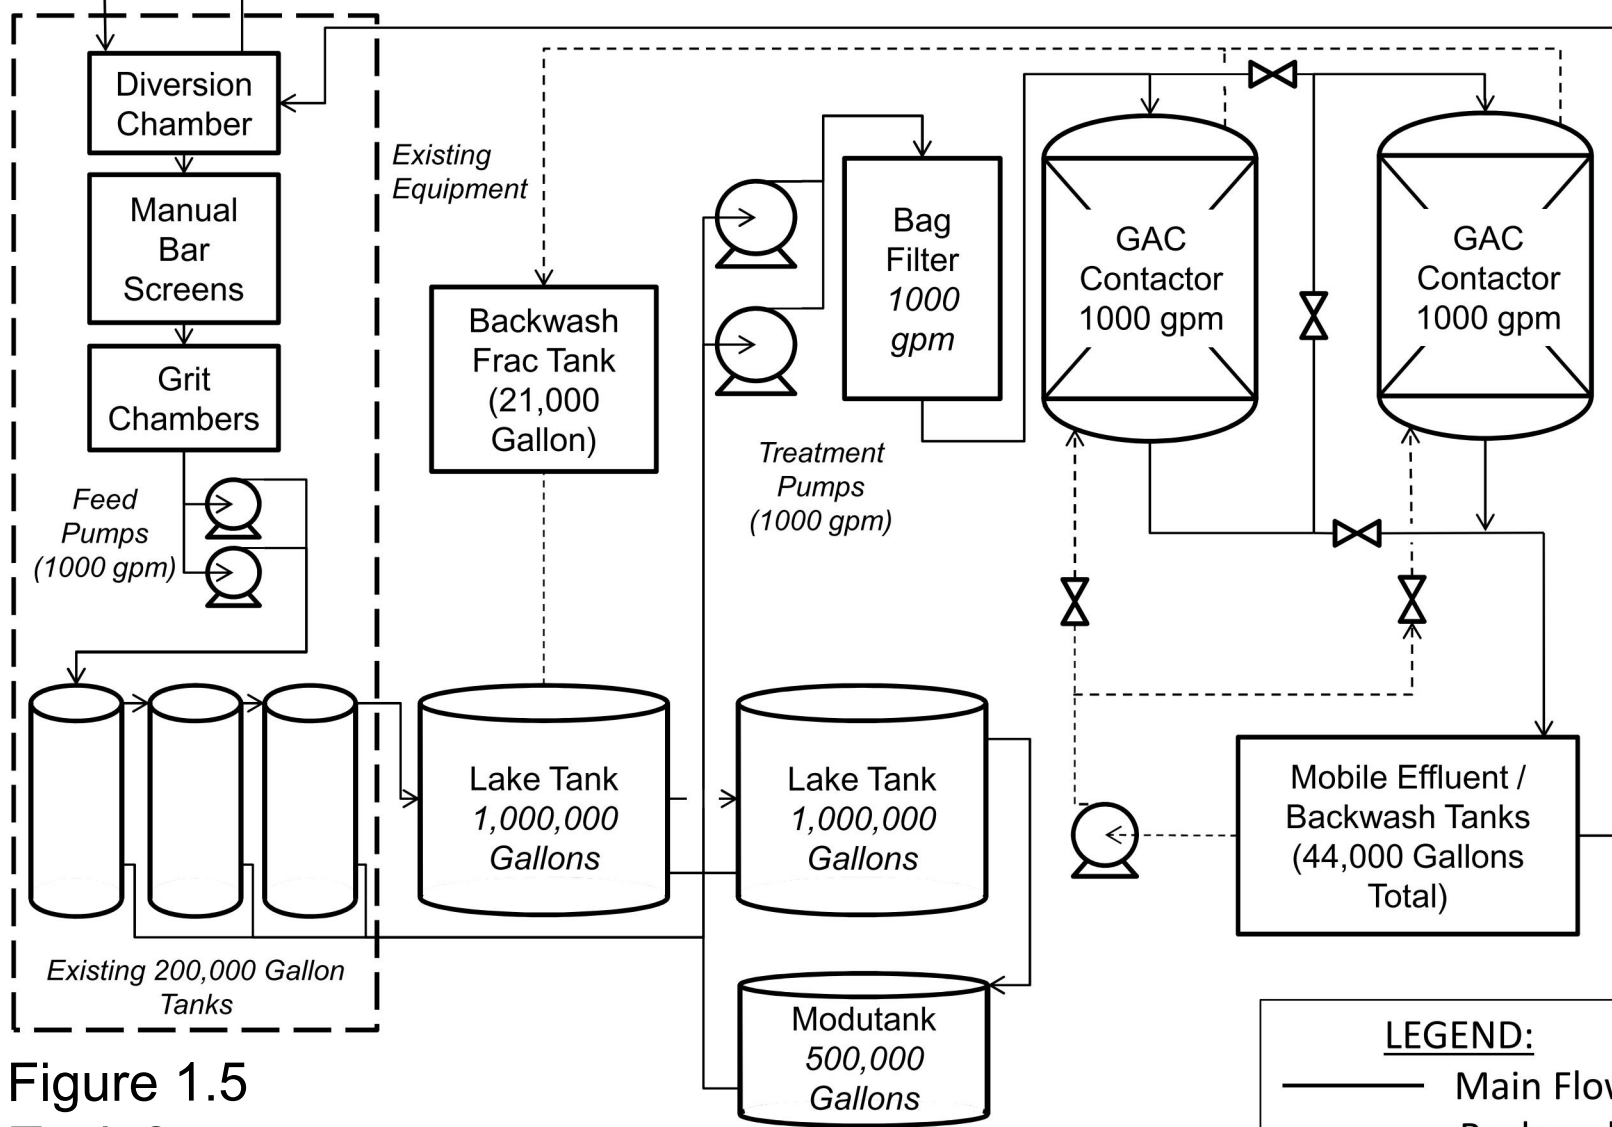 Diversion
Chamber
Manual
Bar
Screens
Grit
Chambers
Feed
Pumps
(1000 gpm)
Existing 200,000 Gallon
Tanks
Existing
Equipment
Backwash
Frac Tank
(21,000
Gallon)
Lake Tank
1,000,000
Gallons
Bag
Filter
1000
gpm
Treatment
Pumps
(1000 gpm)
Lake Tank
1,000,000
Gallons
Modutank
500,000
Gallons
GAC
Contactor
1000 gpm
GAC
Contactor
1000 gpm
Mobile Effluent /
Backwash Tanks
(44,000 Gallons
Total)
LEGEND:
Main Flow
Figure 1.5